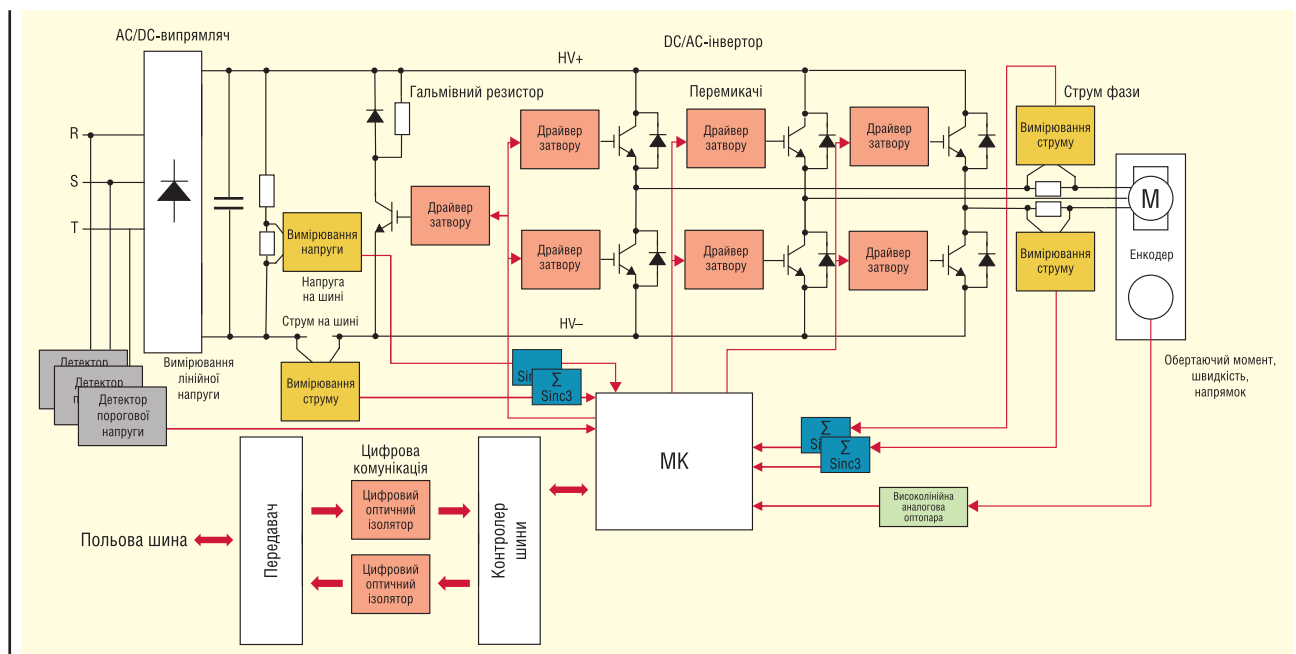 AC/DC-випрямляч
DC/AC-інвертор
HV+
Гальмівний резистор
Перемикачі
Струм фази
R
S
T
Драйвер
затвору
Драйвер
затвору
Драйвер
затвору
Вимірювання
струму
M
Драйвер
затвору
Вимірювання
напруги
Напруга
на шині
Драйвер
затвору
Драйвер
затвору
Драйвер
затвору
Вимірювання
струму
Енкодер
Струм на шині
HV–
Вимірювання
лінійної
напруги
Вимірювання
струму
Детектор
Детектор
Детектор
порогової
напруги
Σ
Sinc3
МК
Σ
Σ
Sinc3
Обертаючий момент,
швидкість,
напрямок
Високолінійна
аналогова
оптопара
Цифрова
комунікація
Цифровий
оптичний
ізолятор
Цифровий
оптичний
ізолятор
Польова шина
Передавач
Контролер
шини